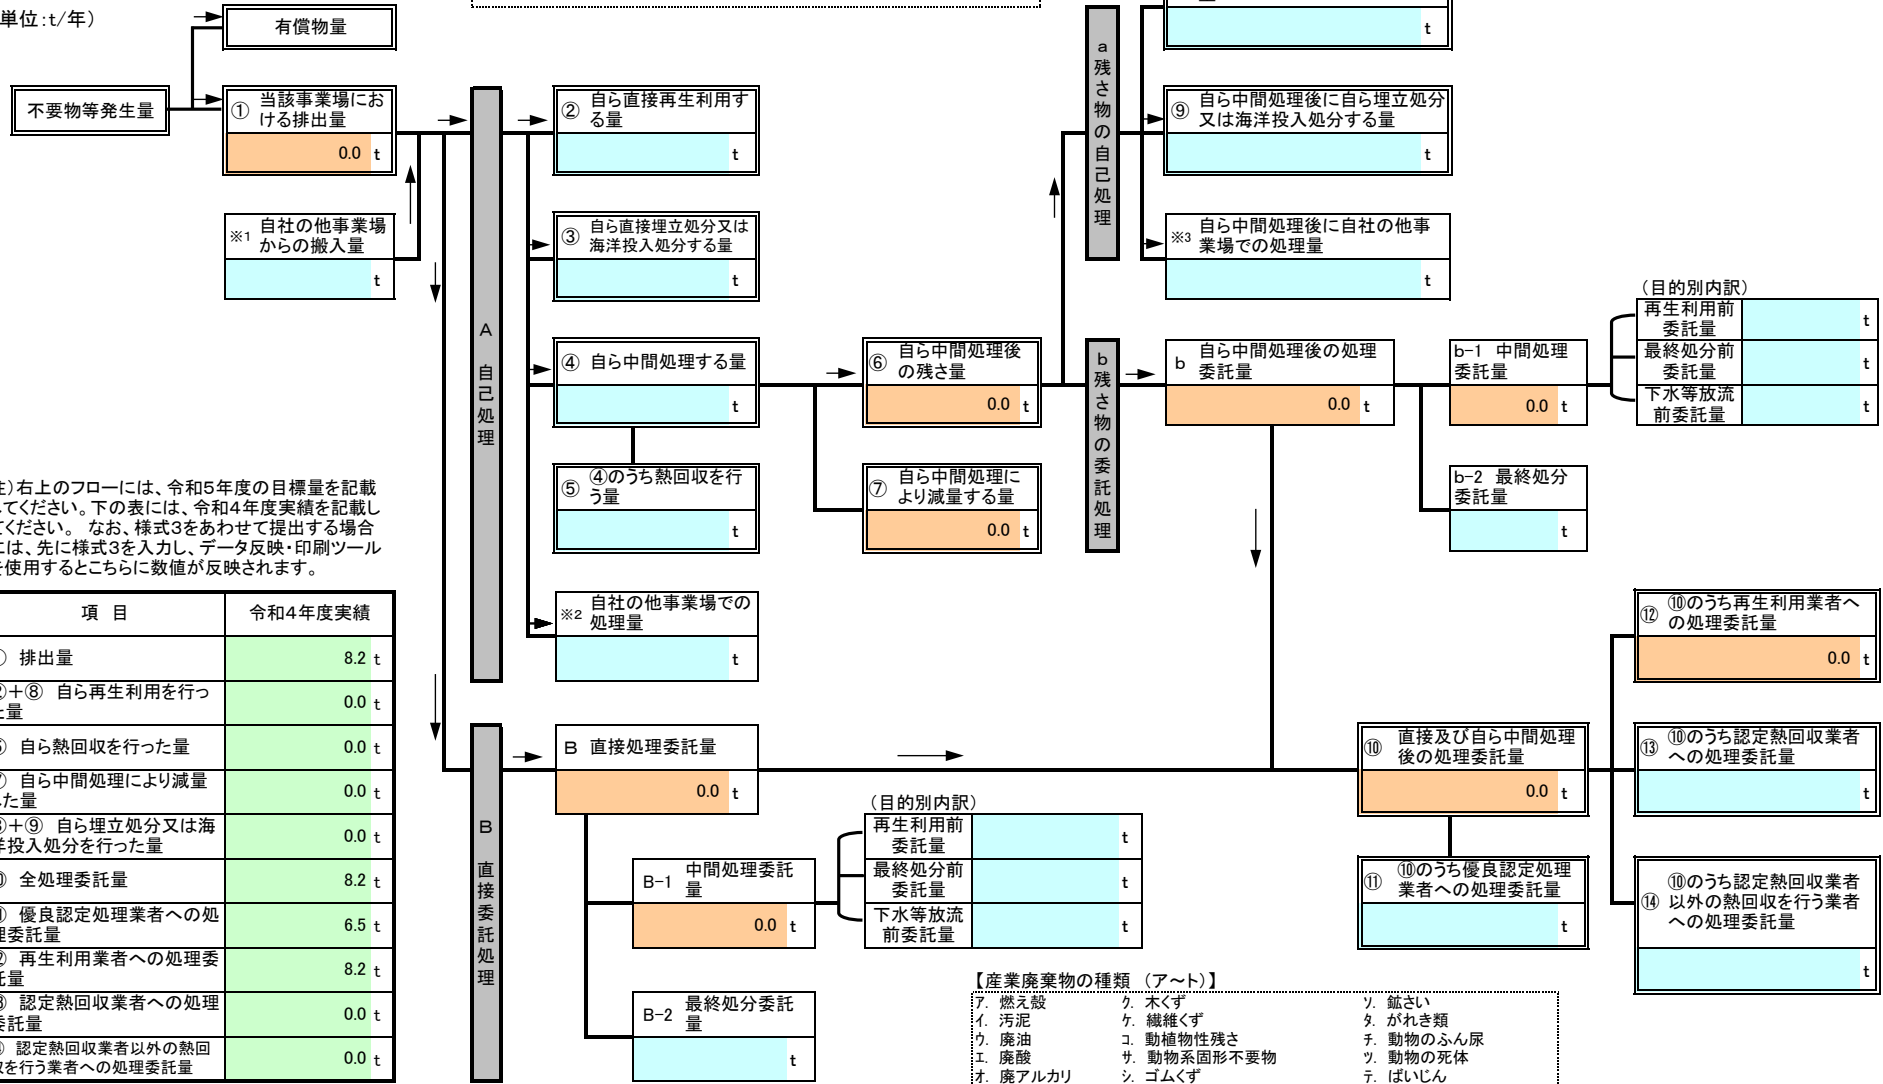 単位:t/年)
有償物量
不要物等発生量
① 当該事業場にお
ける排出量
0.0 t
※1 自社の他事業場
からの搬入量
t
A 自己処理
② 自ら直接再生利用す
る量
t
③ 自ら直接埋立処分又は
海洋投入処分する量
t
④ 自ら中間処理する量
t
⑤ ④のうち熱回収を行
う量
t
※2 自社の他事業場での
処理量
t
⑥ 自ら中間処理後
の残さ量
0.0 t
⑦ 自ら中間処理に
より減量する量
0.0 t
a 残さ物の自己処理
t
⑨ 自ら中間処理後に自ら埋立処分
又は海洋投入処分する量
t
※3 自ら中間処理後に自社の他事
業場での処理量
t
b 残さ物の委託処理
b 自ら中間処理後の処理
委託量
0.0 t
b-1 中間処理
委託量
0.0 t
b-2 最終処分
委託量
t
(目的別内訳)
再生利用前
委託量
t
最終処分前
委託量
t
下水等放流
前委託量
t
注)右上のフローには、令和5年度の目標量を記載
してください。下の表には、令和4年度実績を記載し
てください。 なお、様式3をあわせて提出する場合
には、先に様式3を入力し、データ反映・印刷ツール
を使用するとこちらに数値が反映されます。
項 目 令和4年度実績
排出量 8.2 t
②+⑧ 自ら再生利用を行っ
た量 0.0 t
自ら熱回収を行った量 0.0 t
自ら中間処理により減量
した量 0.0 t
③+⑨ 自ら埋立処分又は海
洋投入処分を行った量 0.0 t
全処理委託量 8.2 t
優良認定処理業者への処
理委託量 6.5 t
再生利用業者への処理委
託量 8.2 t
認定熱回収業者への処理
委託量 0.0 t
認定熱回収業者以外の熱回
収を行う業者への処理委託量 0.0 t
B 直接委託処理
B 直接処理委託量
0.0 t
B-1 中間処理委託
量
0.0 t
B-2 最終処分委託
量
t
(目的別内訳)
再生利用前
委託量
t
最終処分前
委託量
t
下水等放流
前委託量
t
⑩ 直接及び自ら中間処理
後の処理委託量
0.0 t
⑪ ⑩のうち優良認定処理
業者への処理委託量
t
⑫ ⑩のうち再生利用業者へ
の処理委託量
0.0 t
⑬ ⑩のうち認定熱回収業者
への処理委託量
t
⑭ ⑩のうち認定熱回収業者
以外の熱回収を行う業者
への処理委託量
t
【産業廃棄物の種類 (ア~ト)】
ア. 燃え殻 ク. 木くず ソ. 鉱さい
イ. 汚泥 ケ. 繊維くず タ. がれき類
ウ. 廃油 コ. 動植物性残さ チ. 動物のふん尿
エ. 廃酸 サ. 動物系固形不要物 ツ. 動物の死体
オ. 廃アルカリ シ. ゴムくず テ. ばいじん